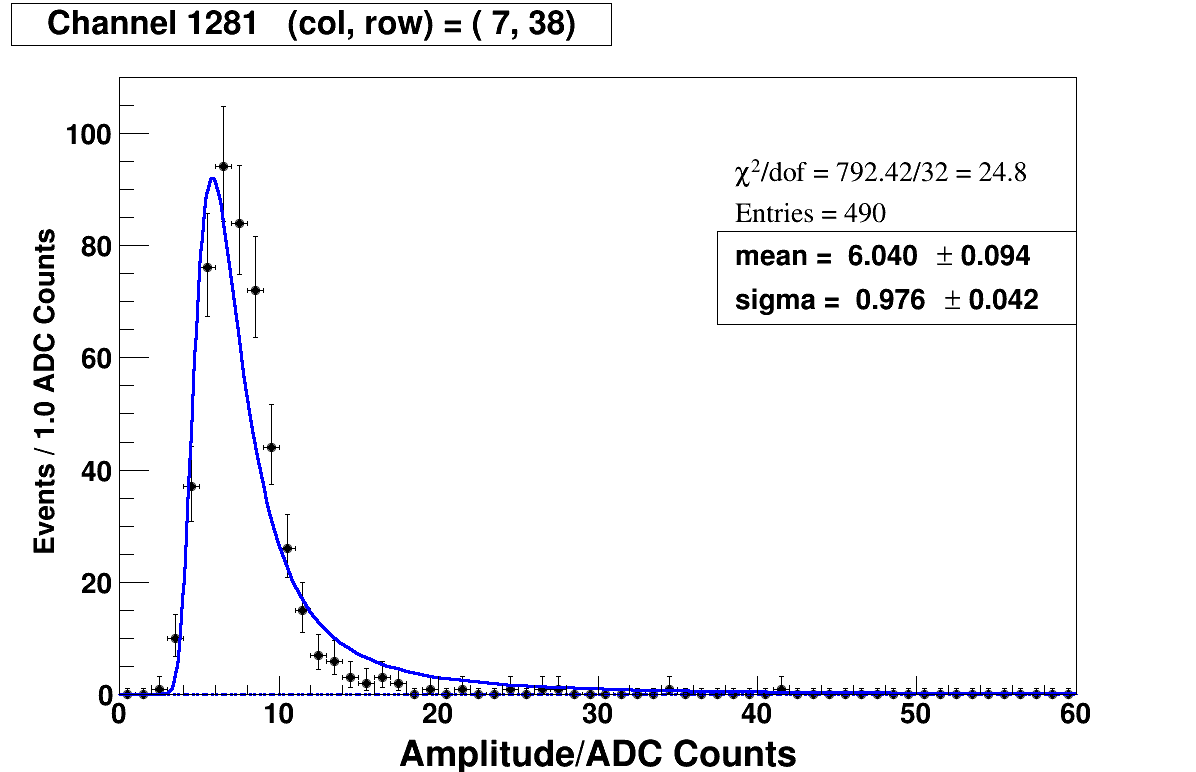 Channel 1281 (col, row) = ( 7, 38)
χ²/dof = 792.42/32 = 24.8
Entries = 490
mean = 6.040 ± 0.094
sigma = 0.976 ± 0.042
Events / 1.0 ADC Counts
100
80
60
40
20
0
0 10 20 30 40 50 60
Amplitude/ADC Counts